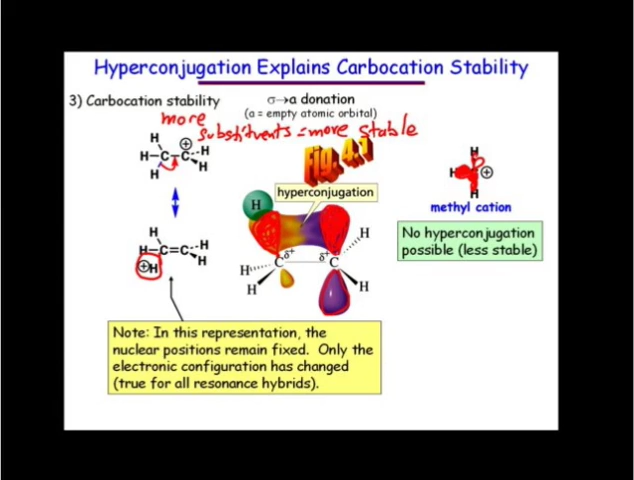 Hyperconjugation Explains Carbocation Stability
3) Carbocation stability
σ→a donation
(a = empty atomic orbital)
more
substituents = more stable
Fig. 4.1
hyperconjugation
H
H–C–C⊕--H
H
H
H
H–C=C--H
⊕H
H
H
C δ+
δ+ C
H
H
H
H
H
H
⊕
H
methyl cation
No hyperconjugation
possible (less stable)
Note: In this representation, the
nuclear positions remain fixed. Only the
electronic configuration has changed
(true for all resonance hybrids).